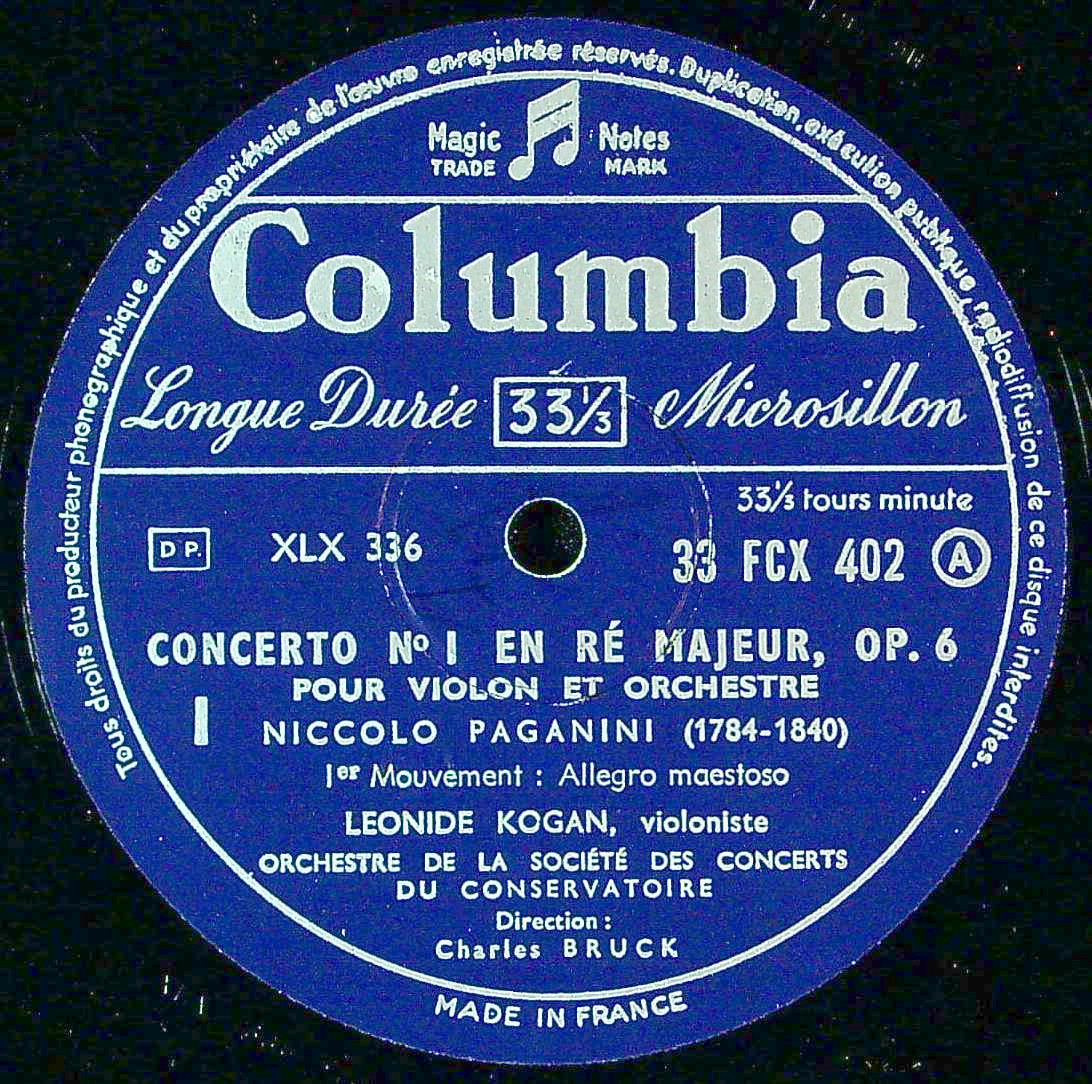 Tous droits du producteur phonographique et du propriétaire de l'œuvre enregistrée réservés. Duplication, exécution publique, radiodiffusion de ce disque interdites.
Magic Notes
TRADE MARK
Columbia
Longue Durée 33⅓ Microsillon
33⅓ tours minute
D P. XLX 336 33 FCX 402 A
CONCERTO Nº 1 EN RÉ MAJEUR, OP. 6
POUR VIOLON ET ORCHESTRE
I NICCOLO PAGANINI (1784-1840)
1er Mouvement : Allegro maestoso
LEONIDE KOGAN, violoniste
ORCHESTRE DE LA SOCIÉTÉ DES CONCERTS
DU CONSERVATOIRE
Direction :
Charles BRUCK
MADE IN FRANCE